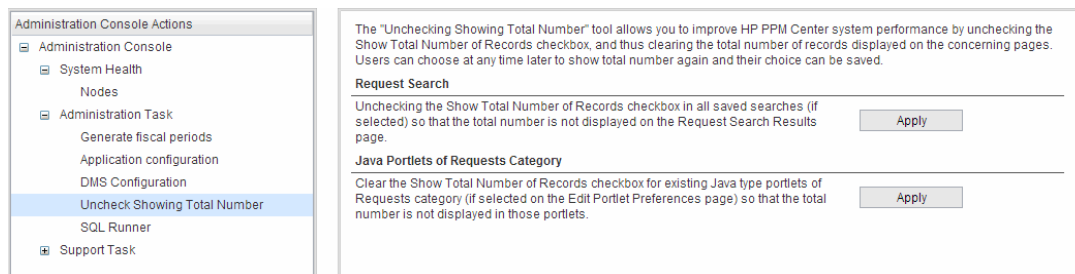 Administration Console Actions
Administration Console
System Health
Nodes
Administration Task
Generate fiscal periods
Application configuration
DMS Configuration
Uncheck Showing Total Number
SQL Runner
Support Task
The "Unchecking Showing Total Number" tool allows you to improve HP PPM Center system performance by unchecking the
Show Total Number of Records checkbox, and thus clearing the total number of records displayed on the concerning pages.
Users can choose at any time later to show total number again and their choice can be saved.
Request Search
Unchecking the Show Total Number of Records checkbox in all saved searches (if
selected) so that the total number is not displayed on the Request Search Results
page.
Apply
Java Portlets of Requests Category
Clear the Show Total Number of Records checkbox for existing Java type portlets of
Requests category (if selected on the Edit Portlet Preferences page) so that the total
number is not displayed in those portlets.
Apply